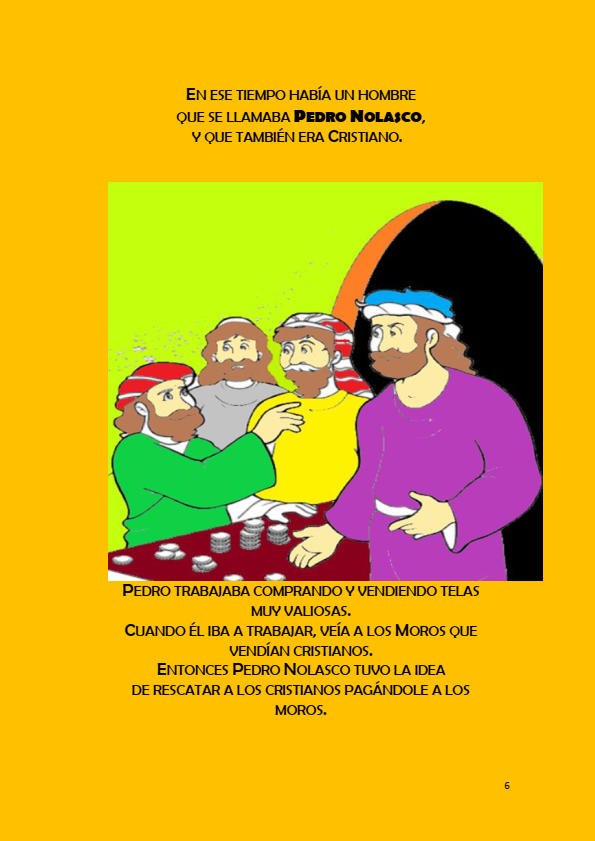 EN ESE TIEMPO HABÍA UN HOMBRE
QUE SE LLAMABA PEDRO NOLASCO,
Y QUE TAMBIÉN ERA CRISTIANO.
PEDRO TRABAJABA COMPRANDO Y VENDIENDO TELAS
MUY VALIOSAS.
CUANDO ÉL IBA A TRABAJAR, VEÍA A LOS MOROS QUE
VENDÍAN CRISTIANOS.
ENTONCES PEDRO NOLASCO TUVO LA IDEA
DE RESCATAR A LOS CRISTIANOS PAGÁNDOLE A LOS
MOROS.
6